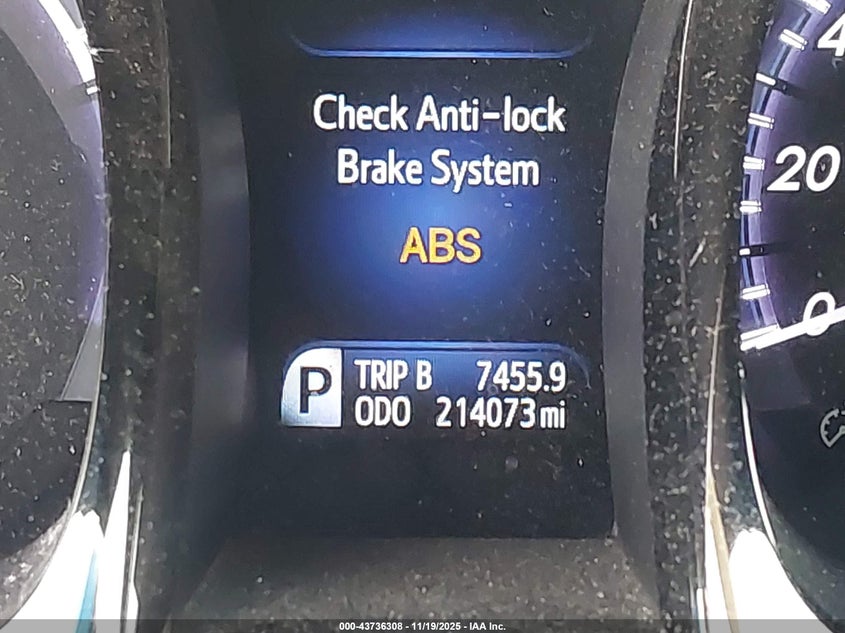 Check Anti-lock
Brake System
ABS
P
TRIP B 7455.9
ODO 214073 mi
4
20
0
000-43736308 - 11/19/2025 - IAA Inc.